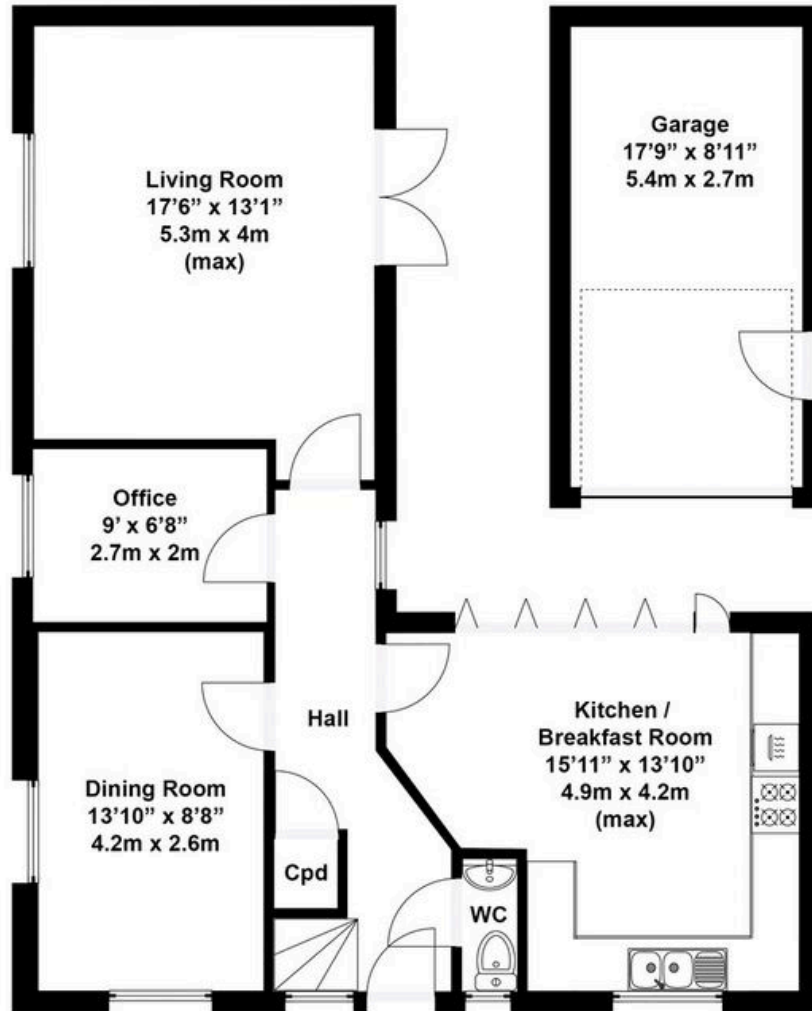 Living Room
17’6” x 13’1”
5.3m x 4m
(max)
Garage
17’9” x 8’11”
5.4m x 2.7m
Office
9’ x 6’8”
2.7m x 2m
Hall
Kitchen /
Breakfast Room
15’11” x 13’10”
4.9m x 4.2m
(max)
Dining Room
13’10” x 8’8”
4.2m x 2.6m
Cpd
WC